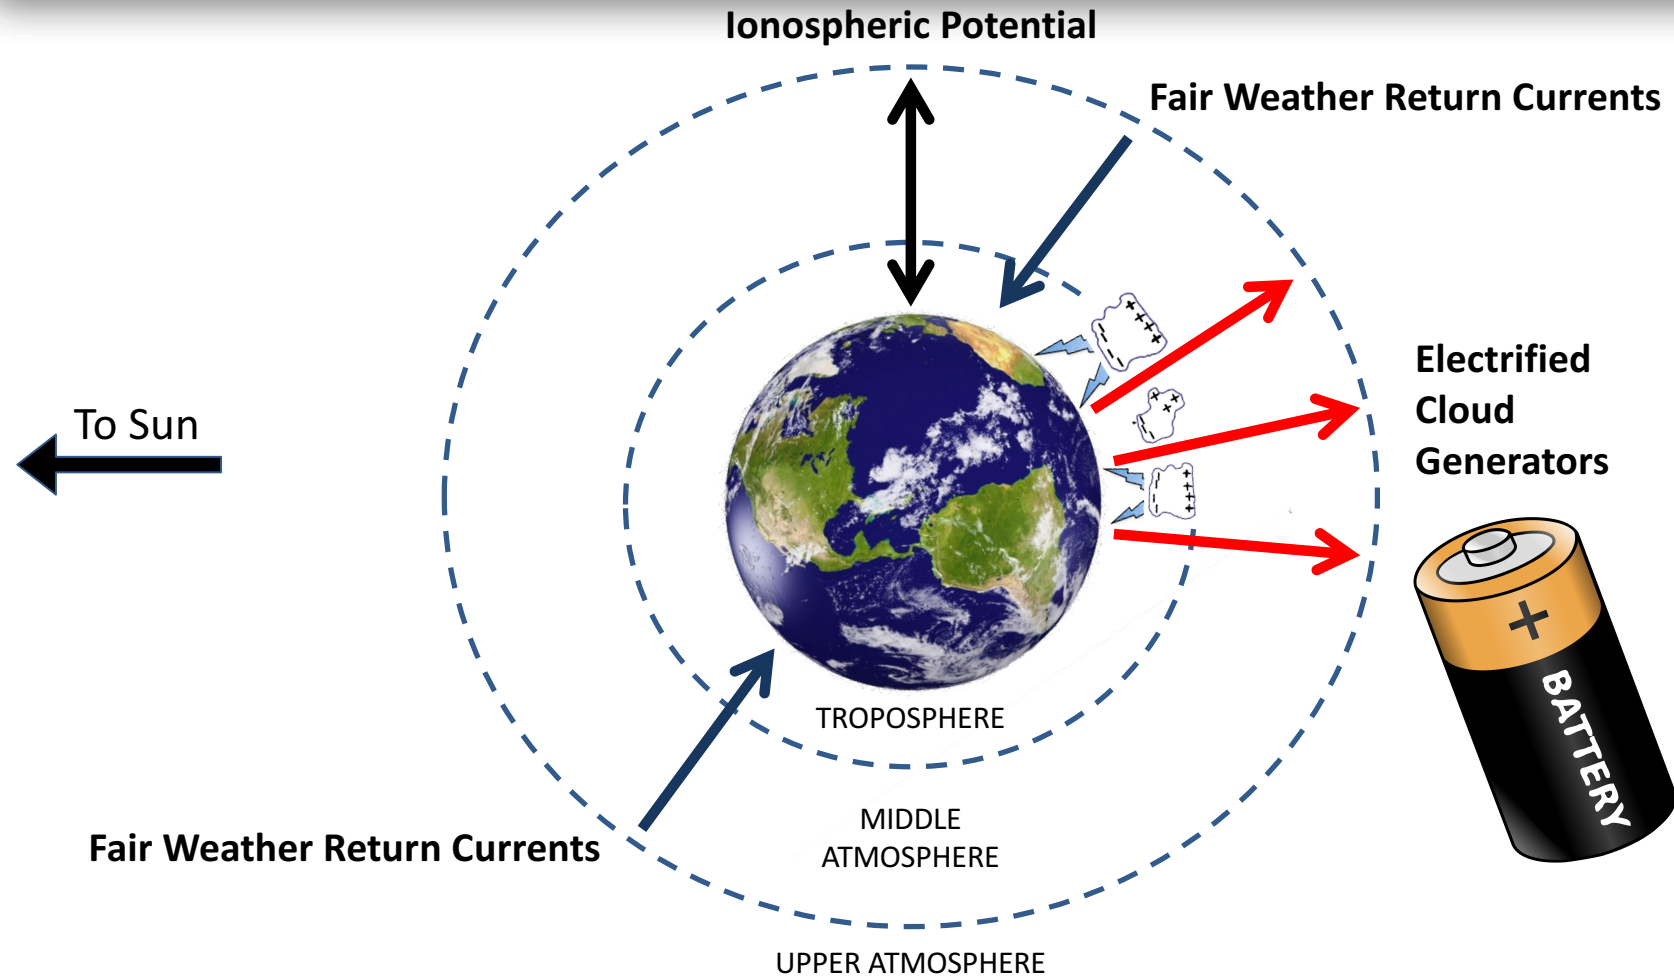 Ionospheric Potential
Fair Weather Return Currents
Electrified
Cloud
Generators
To Sun
+
BATTERY
TROPOSPHERE
MIDDLE
ATMOSPHERE
Fair Weather Return Currents
UPPER ATMOSPHERE